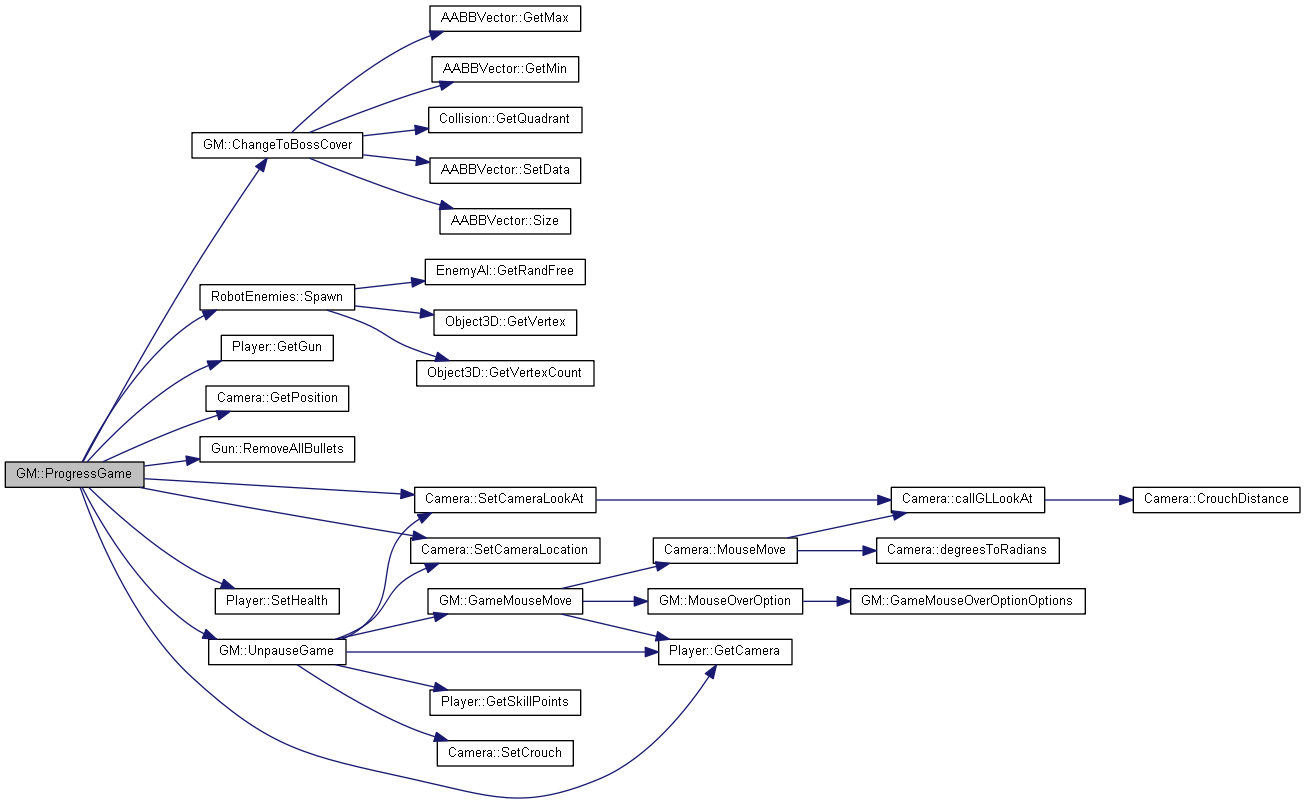 AABBVector::GetMax
AABBVector::GetMin
Collision::GetQuadrant
GM::ChangeToBossCover
AABBVector::SetData
AABBVector::Size
EnemyAI::GetRandFree
RobotEnemies::Spawn
Object3D::GetVertex
Player::GetGun
Object3D::GetVertexCount
Camera::GetPosition
Gun::RemoveAllBullets
GM::ProgressGame
Camera::SetCameraLookAt
Camera::callGLLookAt
Camera::CrouchDistance
Camera::SetCameraLocation
Camera::MouseMove
Camera::degreesToRadians
Player::SetHealth
GM::GameMouseMove
GM::MouseOverOption
GM::GameMouseOverOptionOptions
GM::UnpauseGame
Player::GetCamera
Player::GetSkillPoints
Camera::SetCrouch